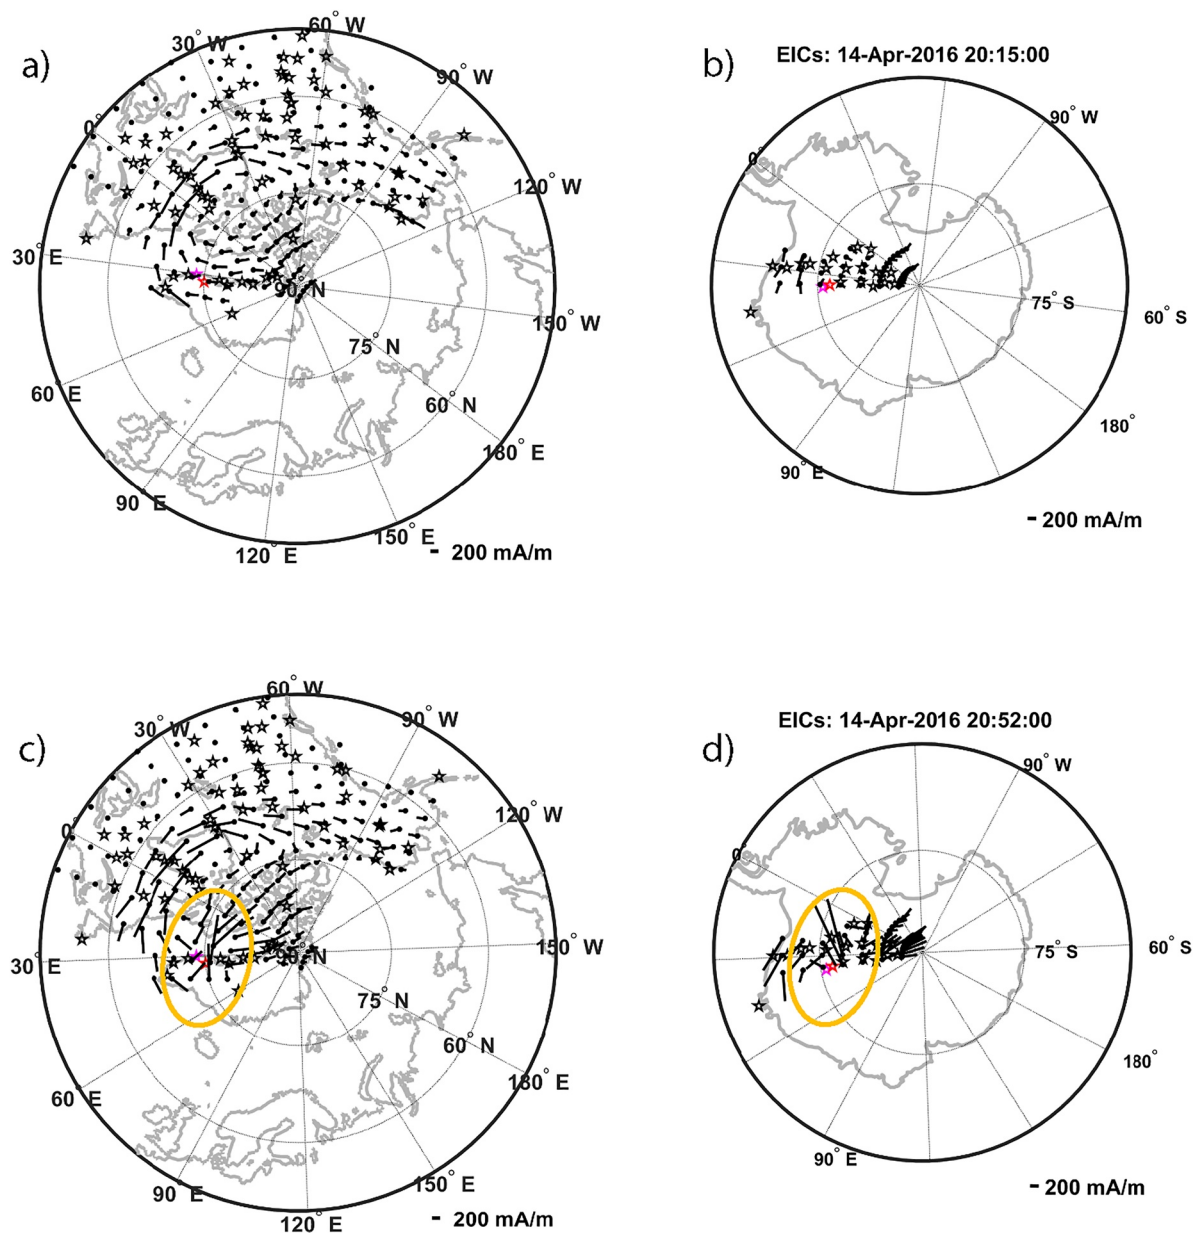 a)
60° W
30° W
90° W
0°
120° W
30° E
90° N
150° W
75° N
60° E
60° N
180° E
90° E
150° E
120° E
200 mA/m
b)
EICs: 14-Apr-2016 20:15:00
90° W
0°
75° S
60° S
180°
90° E
200 mA/m
c)
60° W
30° W
90° W
0°
120° W
30° E
90° N
150° W
75° N
60° N
180° E
60° E
90° E
150° E
120° E
200 mA/m
d)
EICs: 14-Apr-2016 20:52:00
90° W
0°
75° S
60° S
180°
90° E
200 mA/m